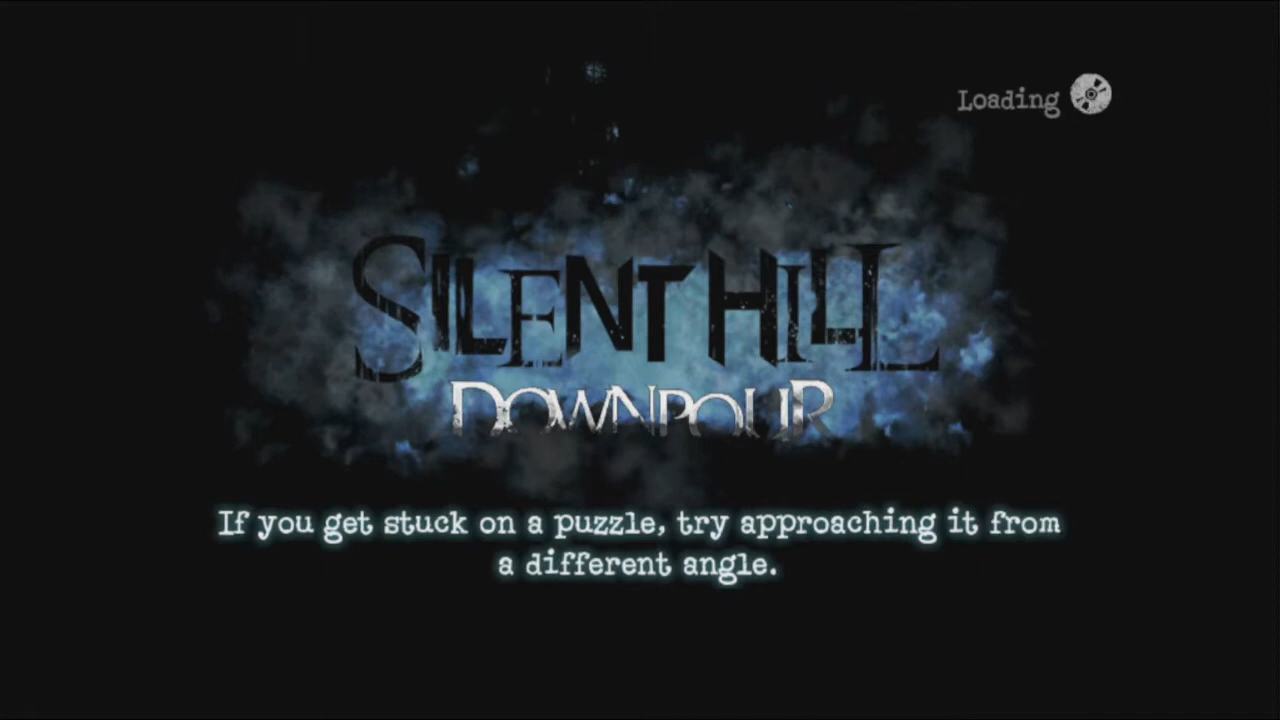 Loading
SILENT HILL
DOWNPOUR
If you get stuck on a puzzle, try approaching it from
a different angle.